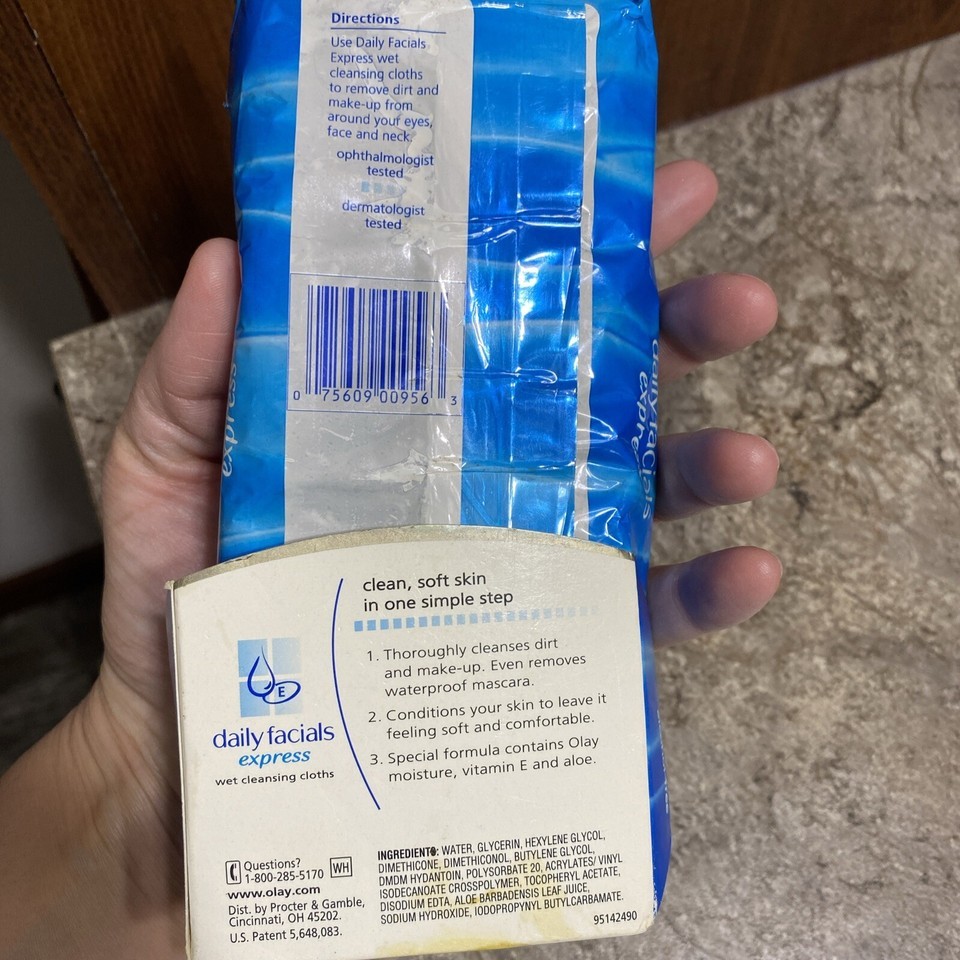 Directions
Use Daily Facials
Express wet
cleansing cloths
to remove dirt and
make-up from
around your eyes,
face and neck.
ophthalmologist
tested
dermatologist
tested
0 75609 00956 3
express
daily facials
expre
clean, soft skin
in one simple step
1. Thoroughly cleanses dirt
and make-up. Even removes
waterproof mascara.
2. Conditions your skin to leave it
feeling soft and comfortable.
3. Special formula contains Olay
moisture, vitamin E and aloe.
E
daily facials
express
wet cleansing cloths
Questions?
1-800-285-5170 WH
www.olay.com
Dist. by Procter & Gamble,
Cincinnati, OH 45202.
U.S. Patent 5,648,083.
INGREDIENTS: WATER, GLYCERIN, HEXYLENE GLYCOL,
DIMETHICONE, DIMETHICONOL, BUTYLENE GLYCOL,
DMDM HYDANTOIN, POLYSORBATE 20, ACRYLATES/ VINYL
ISODECANOATE CROSSPOLYMER, TOCOPHERYL ACETATE,
DISODIUM EDTA, ALOE BARBADENSIS LEAF JUICE,
SODIUM HYDROXIDE, IODOPROPYNYL BUTYLCARBAMATE.
95142490